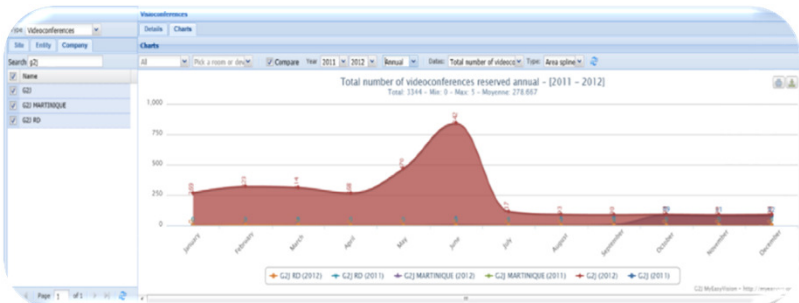 Visioconferences
Type: Videoconferences
Details Charts
Site Entity Company
Charts
Search g2j
All Pick a room or Compare Year 2011 2012 Annual Datas: Total number of videoco Type: Area spline
Name
G2J
G2J MARTINIQUE
G2J RD
Total number of videoconferences reserved annual - [2011 - 2012]
Total: 3344 - Min: 0 - Max: 5 - Moyenne: 278.667
1,000
750
500
250
0
January February March April May June July August September October November December
G2J RD (2012) G2J RD (2011) G2J MARTINIQUE (2012) G2J MARTINIQUE (2011) G2J (2012) G2J (2011)
Page 1 of 1